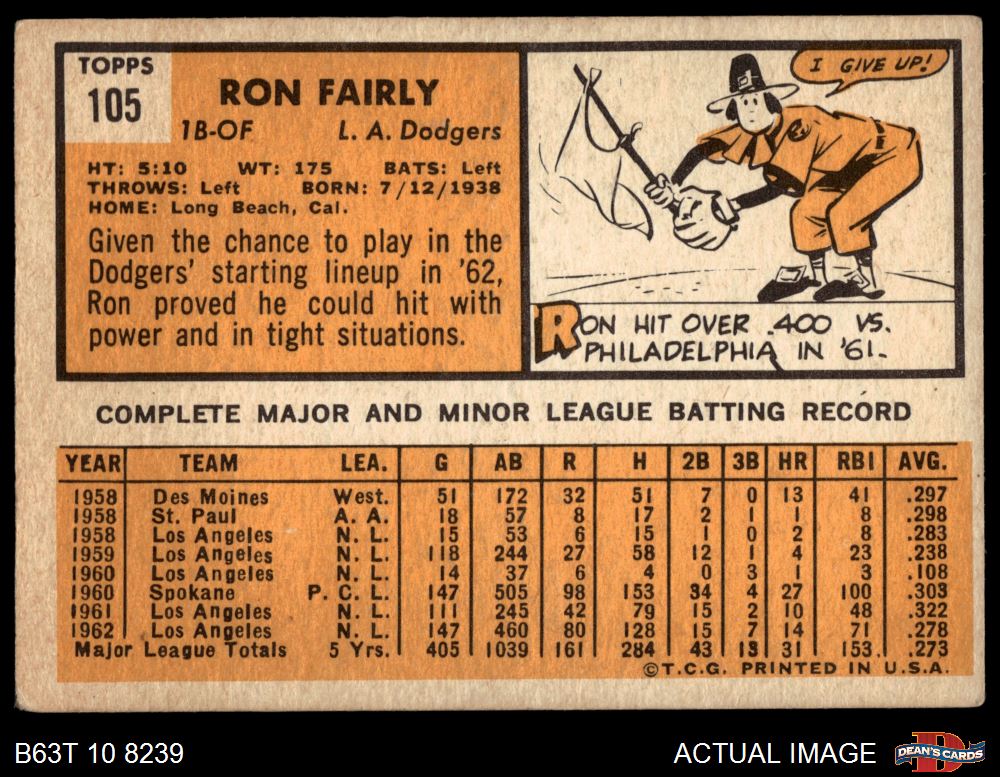 TOPPS
105
RON FAIRLY
1B-OF L. A. Dodgers
HT: 5:10 WT: 175 BATS: Left
THROWS: Left BORN: 7/12/1938
HOME: Long Beach, Cal.
Given the chance to play in the
Dodgers' starting lineup in '62,
Ron proved he could hit with
power and in tight situations.
I GIVE UP!
RON HIT OVER .400 VS.
PHILADELPHIA IN '61.
COMPLETE MAJOR AND MINOR LEAGUE BATTING RECORD
YEAR TEAM LEA. G AB R H 2B 3B HR RBI AVG.
1958 Des Moines West. 51 172 32 51 7 0 13 41 .297
1958 St. Paul A. A. 18 57 8 17 2 1 1 8 .298
1958 Los Angeles N. L. 15 53 6 15 1 0 2 8 .283
1959 Los Angeles N. L. 118 244 27 58 12 1 4 23 .238
1960 Los Angeles N. L. 14 37 6 4 0 3 1 3 .108
1960 Spokane P. C. L. 147 505 98 153 34 4 27 100 .303
1961 Los Angeles N. L. 111 245 42 79 15 2 10 48 .322
1962 Los Angeles N. L. 147 460 80 128 15 7 14 71 .278
Major League Totals 5 Yrs. 405 1039 161 284 43 13 31 153 .273
©T.C.G. PRINTED IN U.S.A.
B63T 10 8239 ACTUAL IMAGE
D
DEAN'S CARDS